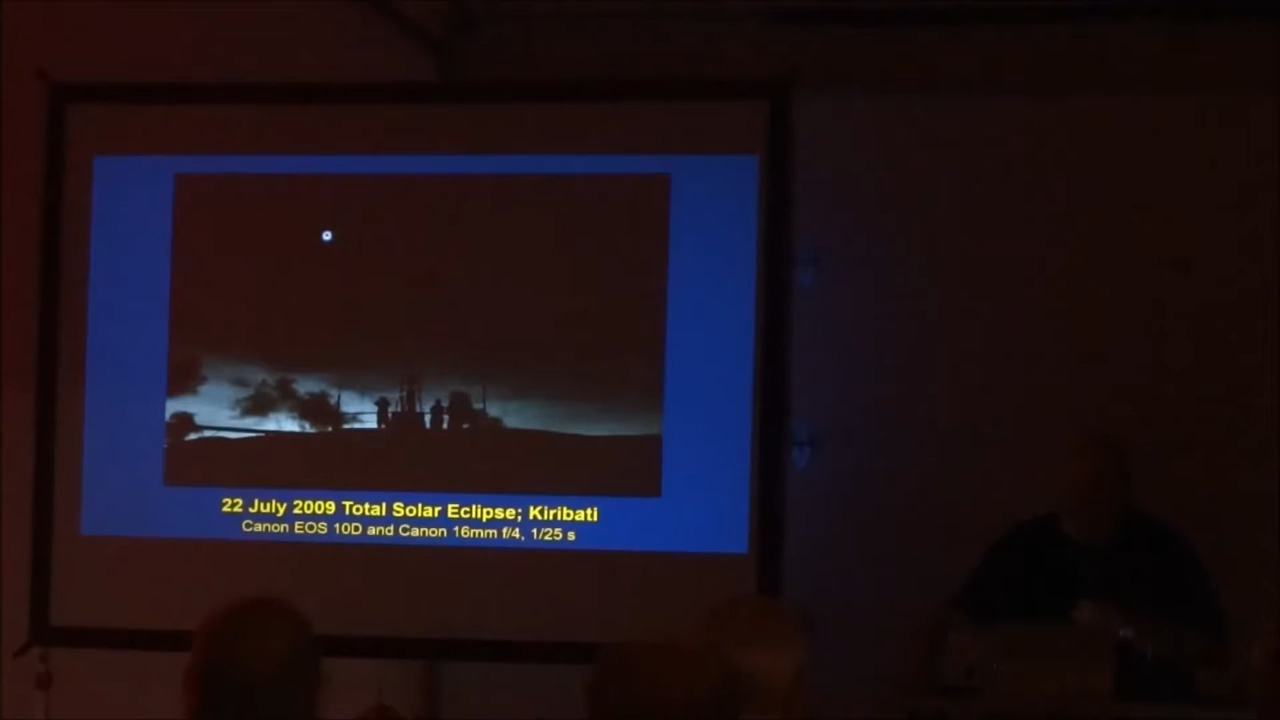 22 July 2009 Total Solar Eclipse; Kiribati
Canon EOS 10D and Canon 16mm f/4, 1/25 s